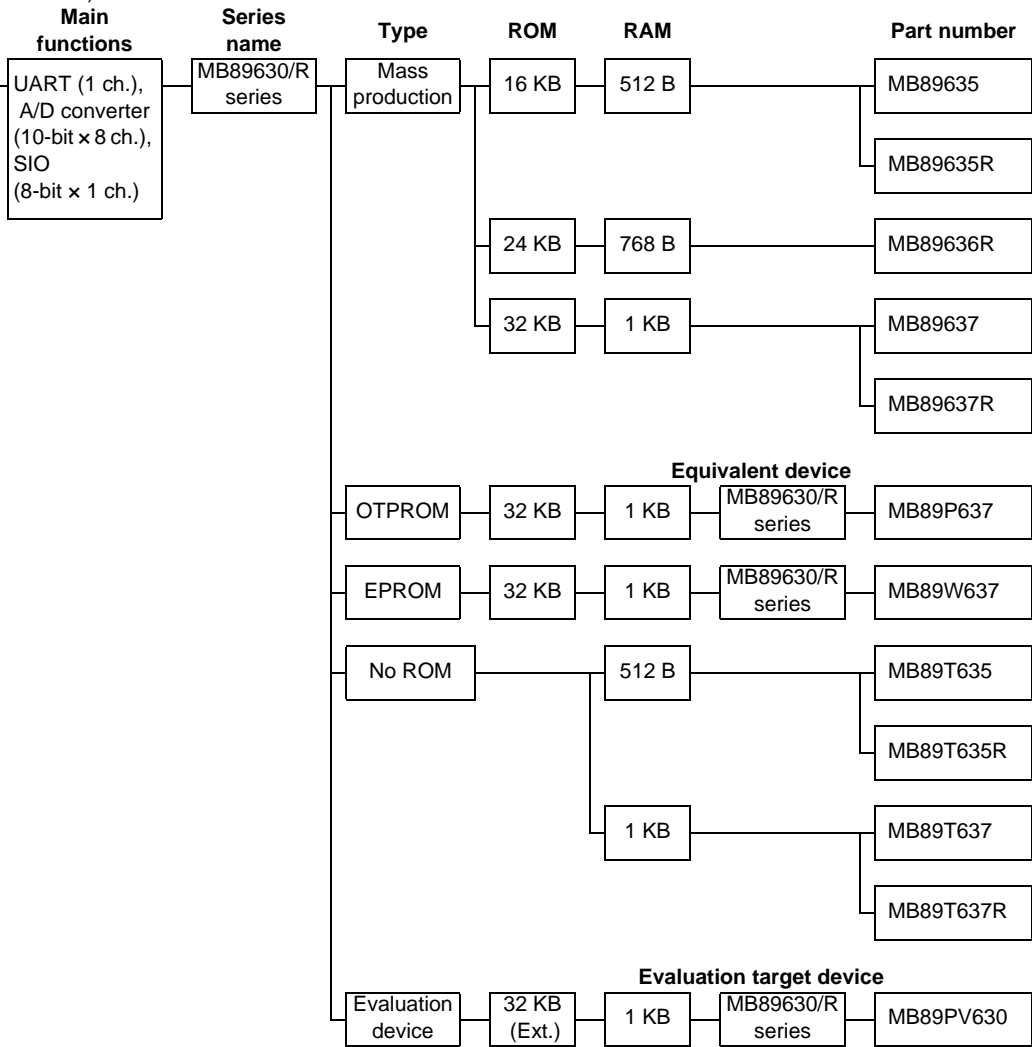 Main
functions
Series
name
Type
ROM
RAM
Part number
UART (1 ch.),
A/D converter
(10-bit × 8 ch.),
SIO
(8-bit × 1 ch.)
MB89630/R
series
Mass
production
16 KB
512 B
MB89635
MB89635R
24 KB
768 B
MB89636R
32 KB
1 KB
MB89637
MB89637R
Equivalent device
OTPROM
32 KB
1 KB
MB89630/R
series
MB89P637
EPROM
32 KB
1 KB
MB89630/R
series
MB89W637
No ROM
512 B
MB89T635
MB89T635R
1 KB
MB89T637
MB89T637R
Evaluation target device
Evaluation
device
32 KB
(Ext.)
1 KB
MB89630/R
series
MB89PV630